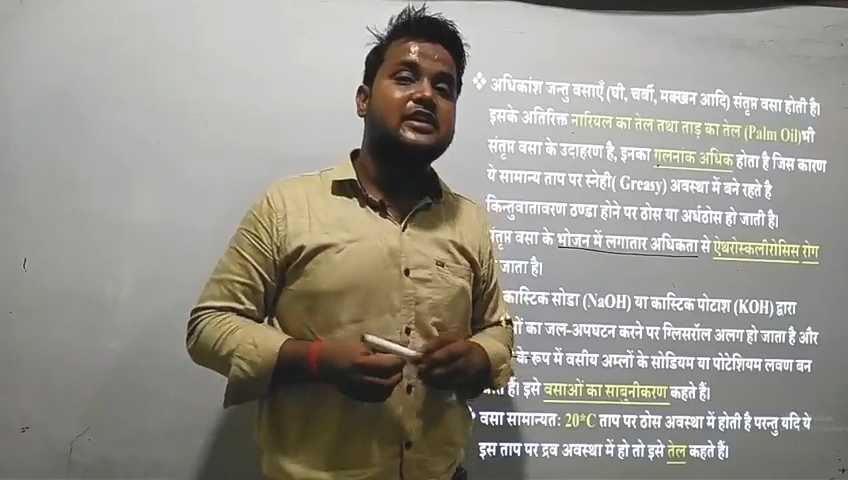 अधिकांश जन्तु वसाएँ (घी, चर्बी, मक्खन आदि) संतृप्त वसा होती है।
इसके अतिरिक्त नारियल का तेल तथा ताड़ का तेल (Palm Oil)भी
संतृप्त वसा के उदाहरण है, इनका गलनांक अधिक होता है जिस कारण
ये सामान्य ताप पर स्नेही( Greasy) अवस्था में बने रहते है
किन्तुवातावरण ठण्डा होने पर ठोस या अर्धठोस हो जाती है।
संतृप्त वसा के भोजन में लगातार अधिकता से ऐथरोस्कलीरोसिस रोग
जाता है।
कास्टिक सोडा (NaOH) या कास्टिक पोटाश (KOH) द्वारा
का जल-अपघटन करने पर ग्लिसरॉल अलग हो जाता है और
के रुप में वसीय अम्लों के सोडियम या पोटेशियम लवण बन
है। इसे वसाओं का साबुनीकरण कहते हैं।
वसा सामान्यत: 20°C ताप पर ठोस अवस्था में होती है परन्तु यदि ये
इस ताप पर द्रव अवस्था में हो तो इसे तेल कहते हैं।